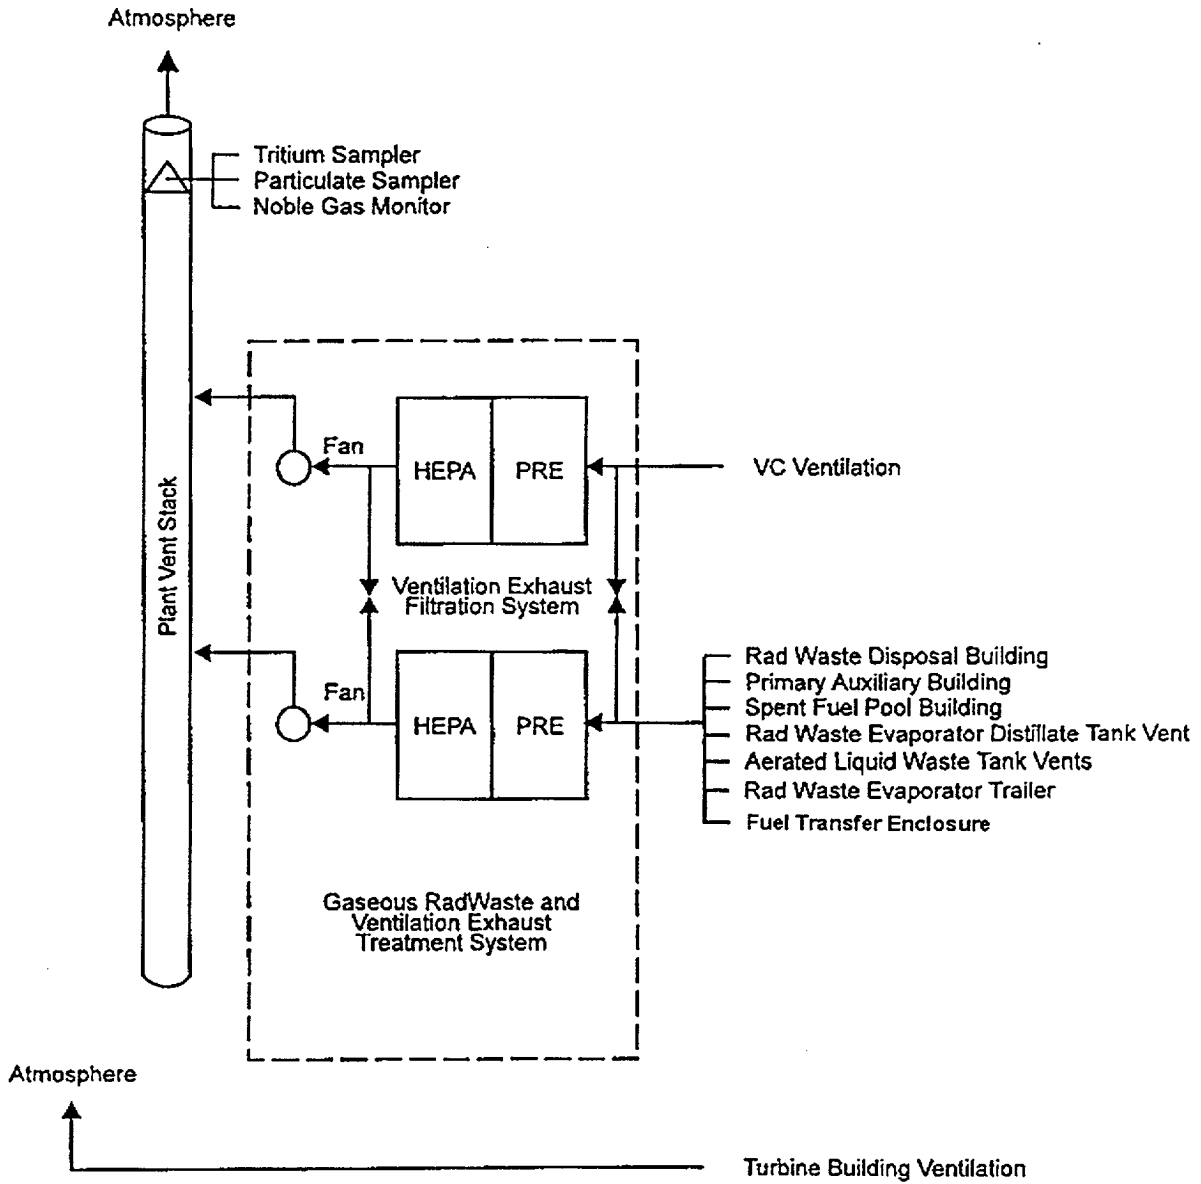 Atmosphere
Tritium Sampler
Particulate Sampler
Noble Gas Monitor
Plant Vent Stack
Fan
HEPA
PRE
VC Ventilation
Ventilation Exhaust
Filtration System
Fan
HEPA
PRE
Rad Waste Disposal Building
Primary Auxiliary Building
Spent Fuel Pool Building
Rad Waste Evaporator Distillate Tank Vent
Aerated Liquid Waste Tank Vents
Rad Waste Evaporator Trailer
Fuel Transfer Enclosure
Gaseous RadWaste and
Ventilation Exhaust
Treatment System
Atmosphere
Turbine Building Ventilation